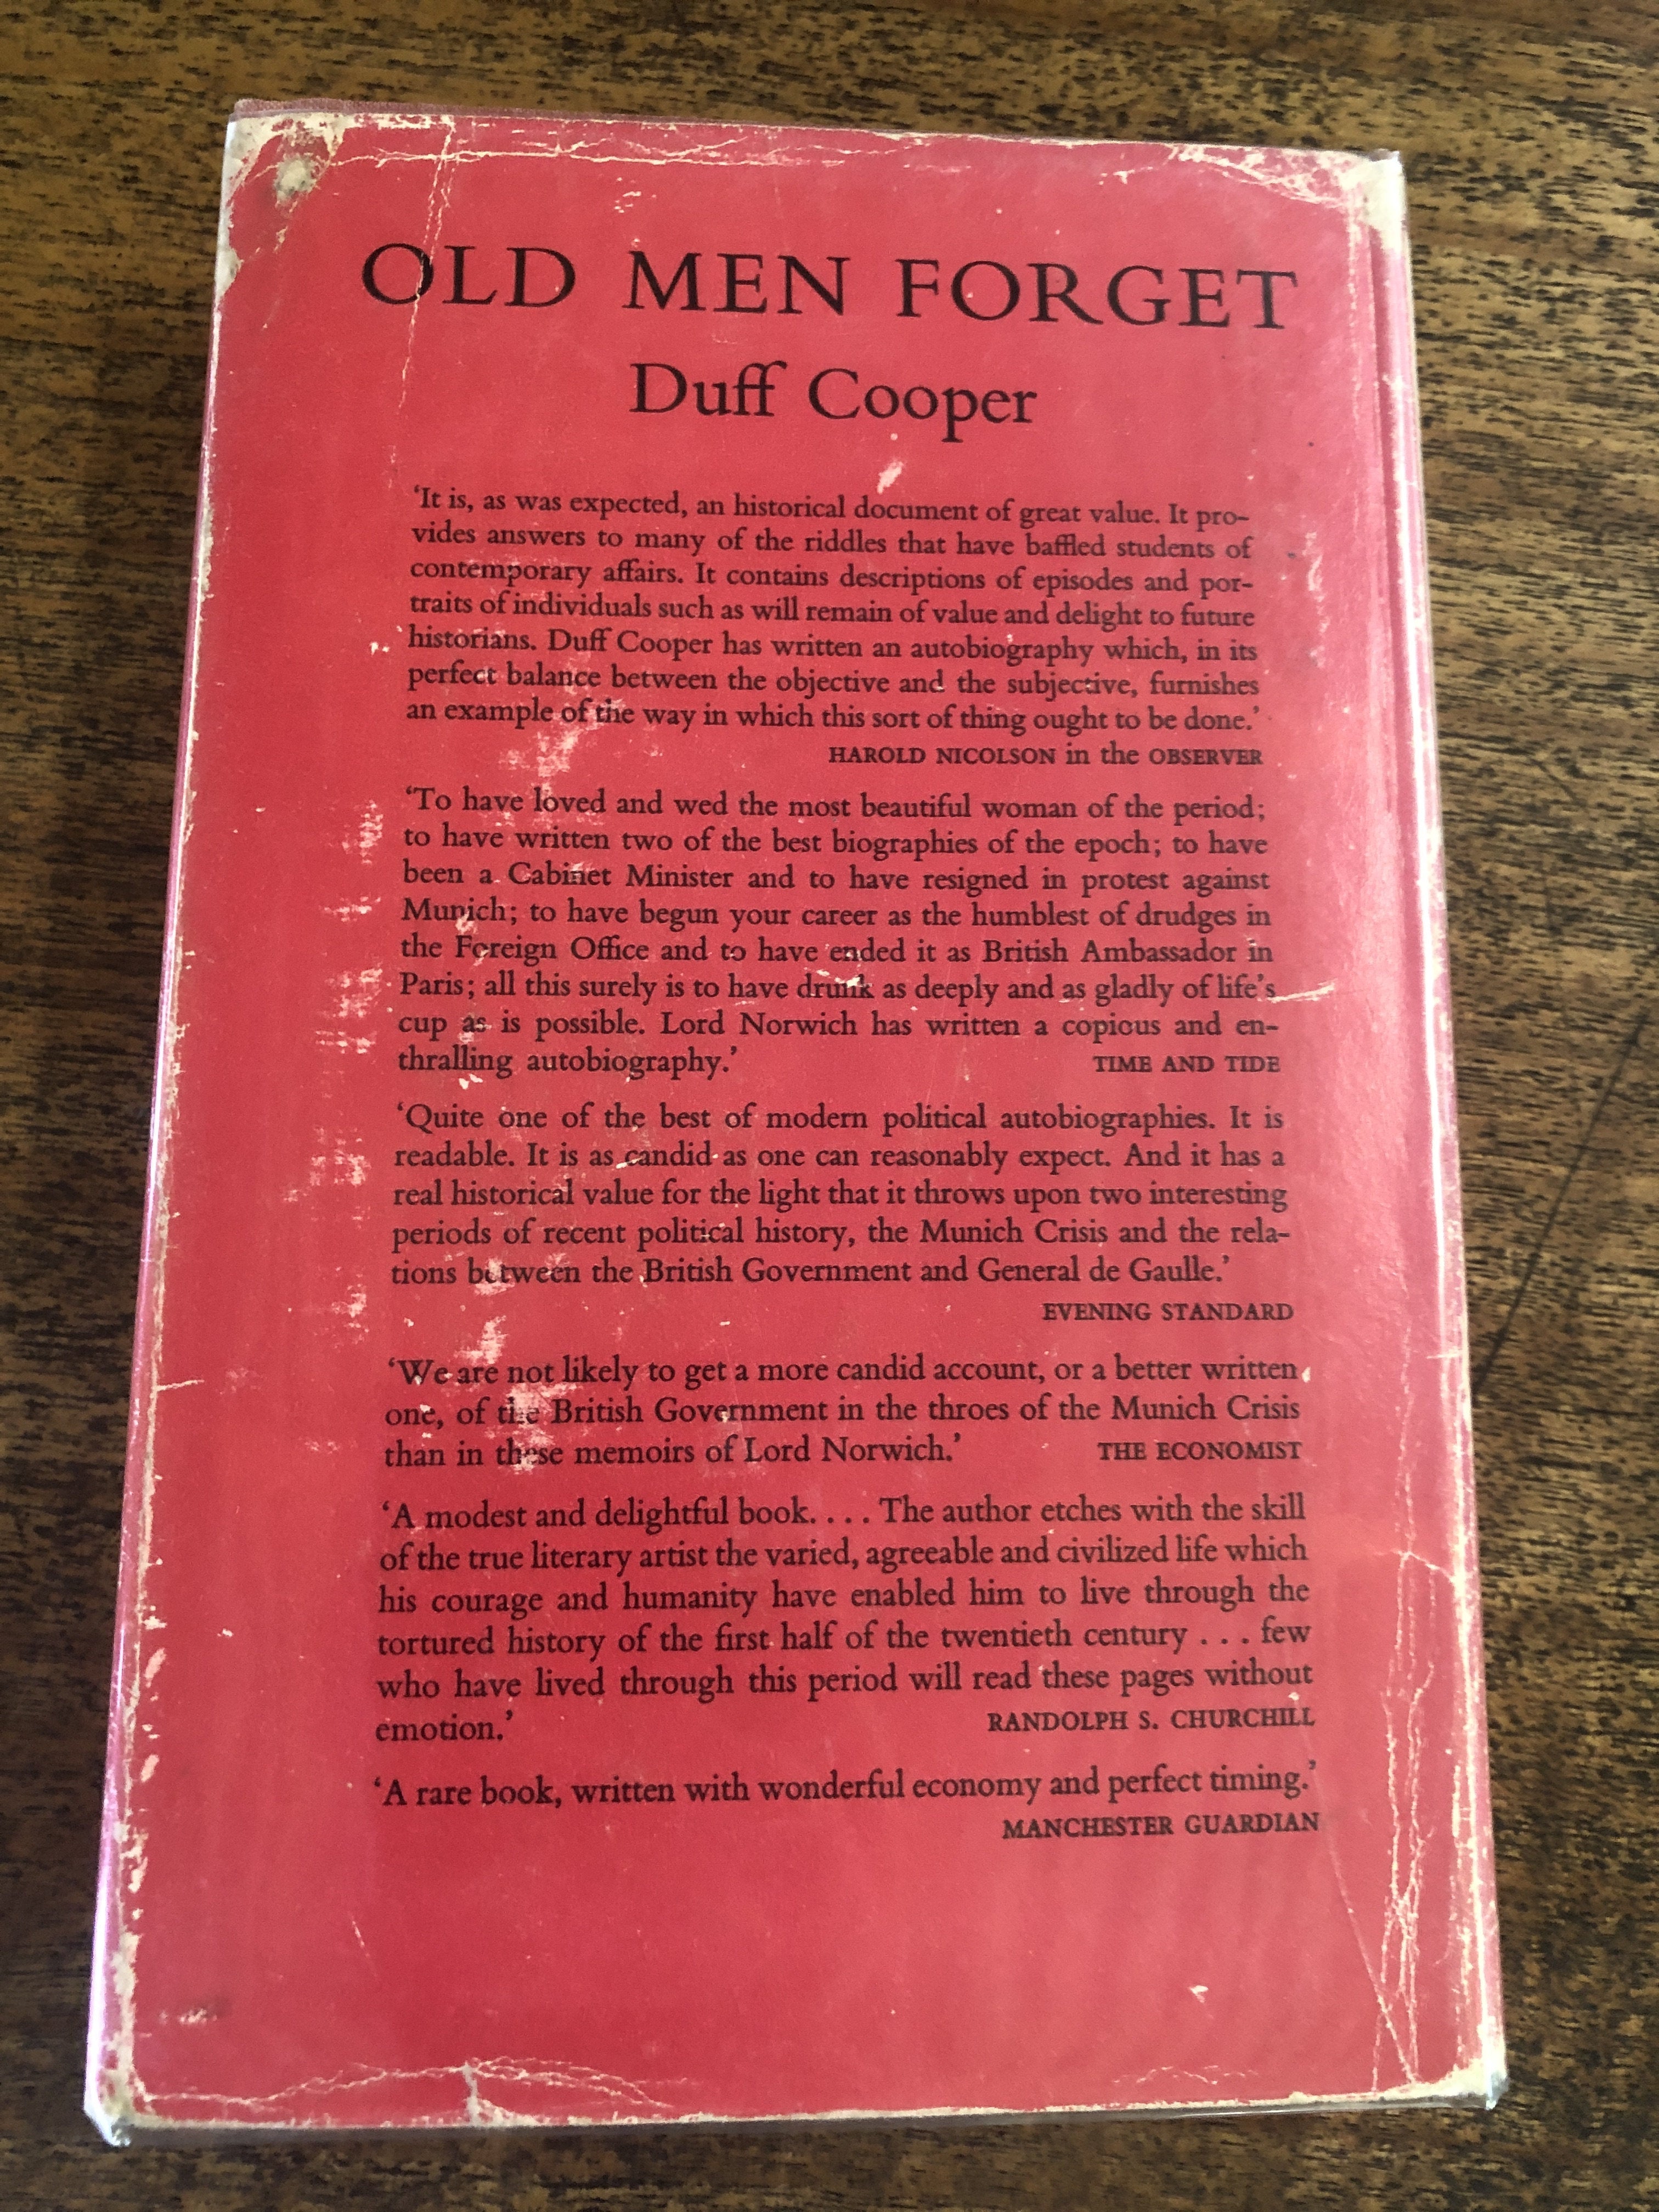 OLD MEN FORGET
Duff Cooper
‘It is, as was expected, an historical document of great value. It pro-
vides answers to many of the riddles that have baffled students of
contemporary affairs. It contains descriptions of episodes and por-
traits of individuals such as will remain of value and delight to future
historians. Duff Cooper has written an autobiography which, in its
perfect balance between the objective and the subjective, furnishes
an example of the way in which this sort of thing ought to be done.’
HAROLD NICOLSON in the OBSERVER
‘To have loved and wed the most beautiful woman of the period;
to have written two of the best biographies of the epoch; to have
been a Cabinet Minister and to have resigned in protest against
Munich; to have begun your career as the humblest of drudges in
the Foreign Office and to have ended it as British Ambassador in
Paris; all this surely is to have drunk as deeply and as gladly of life’s
cup as is possible. Lord Norwich has written a copious and en-
thralling autobiography.’ TIME AND TIDE
‘Quite one of the best of modern political autobiographies. It is
readable. It is as candid as one can reasonably expect. And it has a
real historical value for the light that it throws upon two interesting
periods of recent political history, the Munich Crisis and the rela-
tions between the British Government and General de Gaulle.’
EVENING STANDARD
‘We are not likely to get a more candid account, or a better written
one, of the British Government in the throes of the Munich Crisis
than in these memoirs of Lord Norwich.’ THE ECONOMIST
‘A modest and delightful book. . . . The author etches with the skill
of the true literary artist the varied, agreeable and civilized life which
his courage and humanity have enabled him to live through the
tortured history of the first half of the twentieth century . . . few
who have lived through this period will read these pages without
emotion.’ RANDOLPH S. CHURCHILL
‘A rare book, written with wonderful economy and perfect timing.’
MANCHESTER GUARDIAN